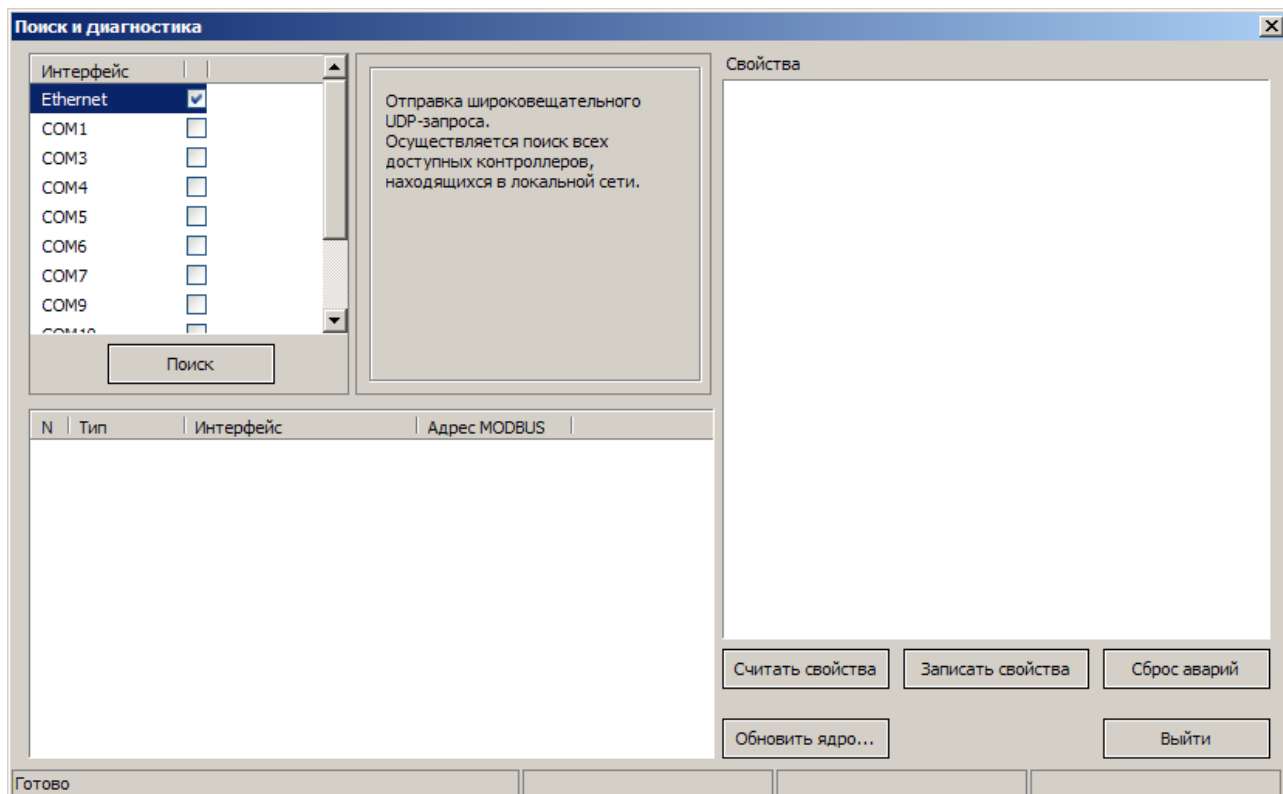 Поиск и диагностика
Интерфейс
Ethernet
COM1
COM3
COM4
COM5
COM6
COM7
COM9
COM10
Поиск
Отправка широковещательного
UDP-запроса.
Осуществляется поиск всех
доступных контроллеров,
находящихся в локальной сети.
Свойства
N Тип Интерфейс Адрес MODBUS
Считать свойства Записать свойства Сброс аварий
Обновить ядро... Выйти
Готово